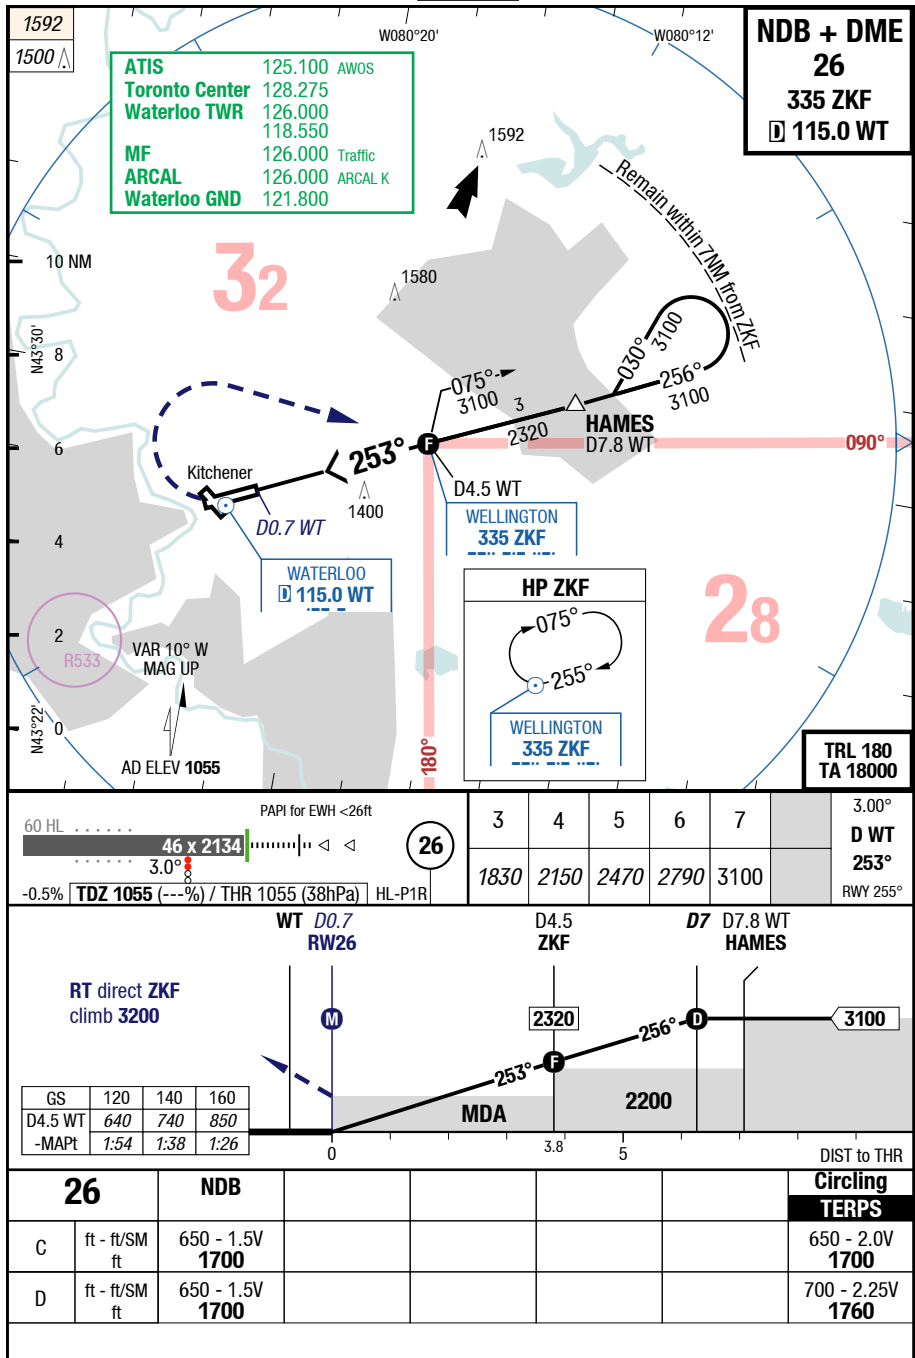 1592
1500
NDB + DME
26
335 ZKF
D 115.0 WT
W080°20'
W080°12'
ATIS 125.100 AWOS
Toronto Center 128.275
Waterloo TWR 126.000
118.550
MF 126.000 Traffic
ARCAL 126.000 ARCAL K
Waterloo GND 121.800
1592
Remain within 7NM from ZKF
10 NM
32
1580
N43°30'
8
030°
3100
256°
3100
075°
3100
3
2320
HAMES
D7.8 WT
090°
6
F
253°
Kitchener
D4.5 WT
1400
D0.7 WT
WELLINGTON
335 ZKF
4
WATERLOO
D 115.0 WT
HP ZKF
075°
255°
28
2
R533
VAR 10° W
MAG UP
WELLINGTON
335 ZKF
N43°22'
0
180°
AD ELEV 1055
TRL 180
TA 18000
PAPI for EWH <26ft
60 HL
46 x 2134
3.0°
26
-0.5% TDZ 1055 (---%) / THR 1055 (38hPa) HL-P1R
3 4 5 6 7
1830 2150 2470 2790 3100
3.00°
D WT
253°
RWY 255°
WT D0.7 D4.5 D7 D7.8 WT
RW26 ZKF HAMES
RT direct ZKF
climb 3200
M
2320
256°
D
3100
253°
F
MDA
2200
GS 120 140 160
D4.5 WT 640 740 850
-MAPt 1:54 1:38 1:26
0 3.8 5 DIST to THR
26 NDB Circling
TERPS
C ft - ft/SM 650 - 1.5V 650 - 2.0V
ft 1700 1700
D ft - ft/SM 650 - 1.5V 700 - 2.25V
ft 1700 1760